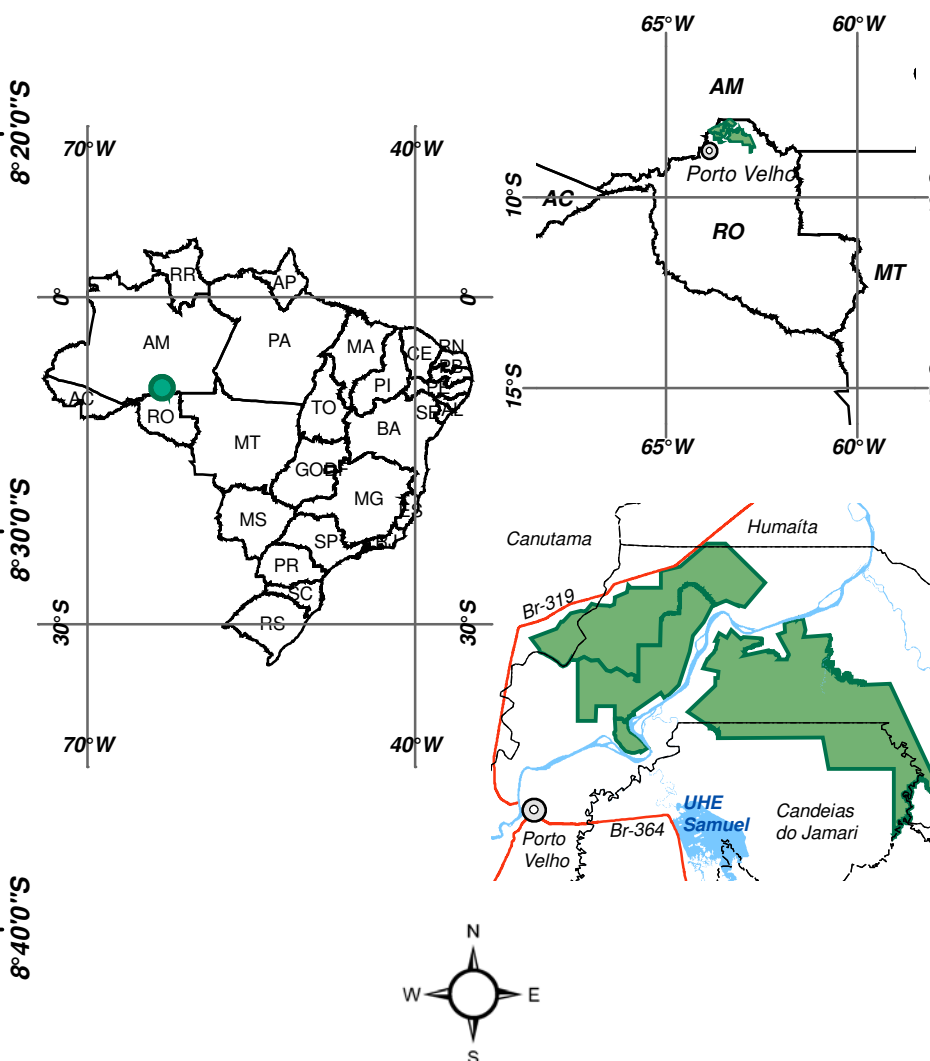 8°20'0"S
8°30'0"S
8°40'0"S
70°W
40°W
0°
0°
30°S
30°S
70°W
40°W
RR
AP
AM
PA
MA
CE
RN
PB
PI
PE
AC
RO
TO
SE
AL
BA
MT
GO
DF
MG
ES
MS
SP
RJ
PR
SC
RS
65°W
60°W
AM
Porto Velho
10°S
AC
RO
MT
15°S
65°W
60°W
Canutama
Humaíta
Br-319
UHE
Samuel
Candeias
do Jamari
Br-364
Porto
Velho
N
W
E
S